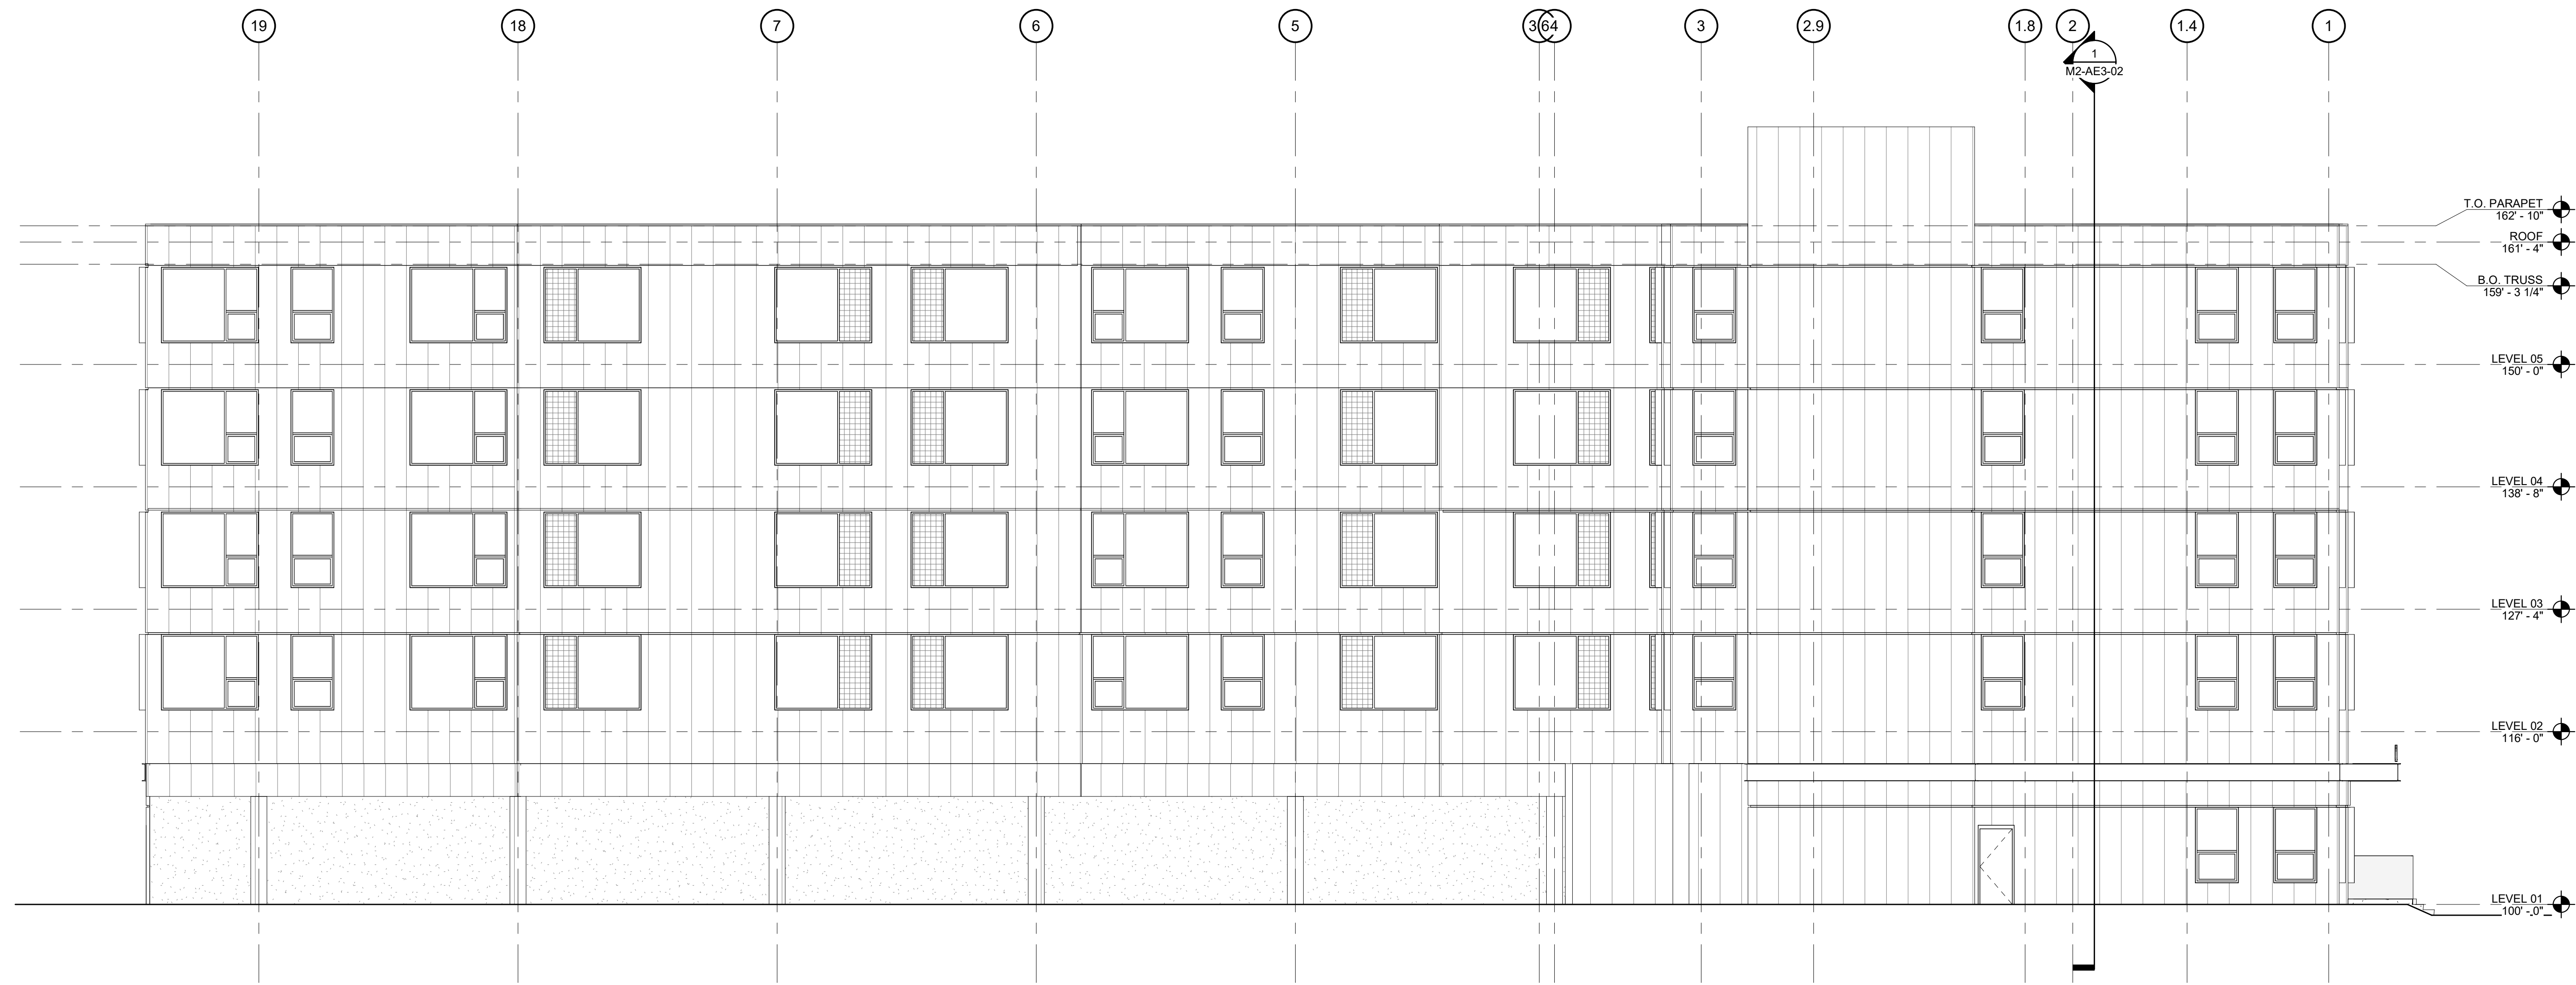 19
18
7
6
5
3.6
4
3
2.9
1.8
2
1.4
1
1
M2-AE3-02
T.O. PARAPET
162' - 10"
ROOF
161' - 4"
B.O. TRUSS
159' - 3 1/4"
LEVEL 05
150' - 0"
LEVEL 04
138' - 8"
LEVEL 03
127' - 4"
LEVEL 02
116' - 0"
LEVEL 01
100' - 0"